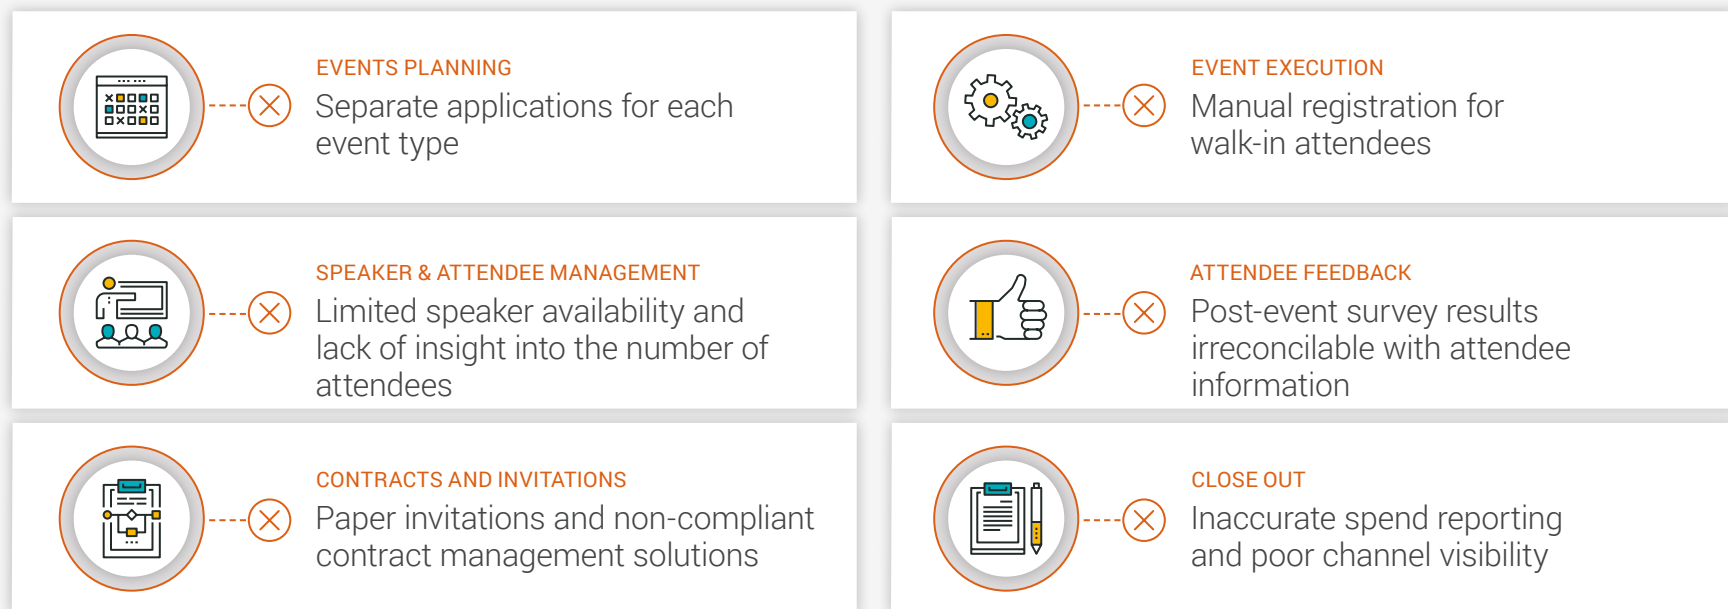 EVENTS PLANNING
Separate applications for each
event type
SPEAKER & ATTENDEE MANAGEMENT
Limited speaker availability and
lack of insight into the number of
attendees
CONTRACTS AND INVITATIONS
Paper invitations and non-compliant
contract management solutions
EVENT EXECUTION
Manual registration for
walk-in attendees
ATTENDEE FEEDBACK
Post-event survey results
irreconcilable with attendee
information
CLOSE OUT
Inaccurate spend reporting
and poor channel visibility